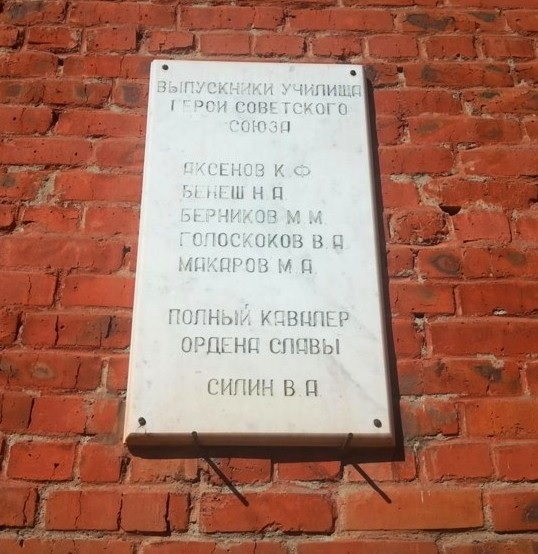 ВЫПУСКНИКИ УЧИЛИЩА
ГЕРОИ СОВЕТСКОГО
СОЮЗА
АКСЕНОВ К.Ф
БЕНЕШ Н.А
БЕРНИКОВ М.М.
ГОЛОСКОКОВ В.А.
МАКАРОВ М.А.
ПОЛНЫЙ КАВАЛЕР
ОРДЕНА СЛАВЫ
СИЛИН В.А